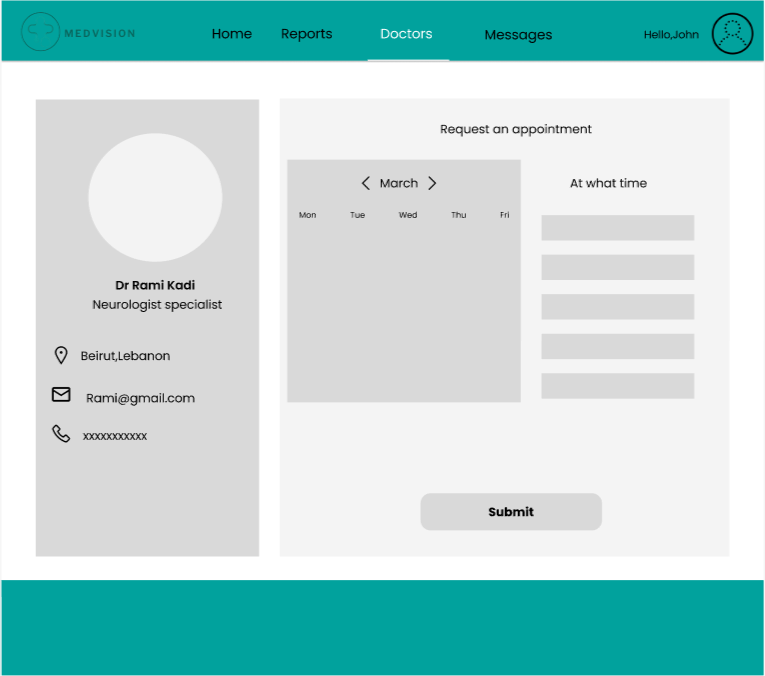 MEDVISION
Home Reports Doctors Messages Hello,John
Dr Rami Kadi
Neurologist specialist
Beirut,Lebanon
Rami@gmail.com
xxxxxxxxxxx
Request an appointment
March
Mon Tue Wed Thu Fri
At what time
Submit